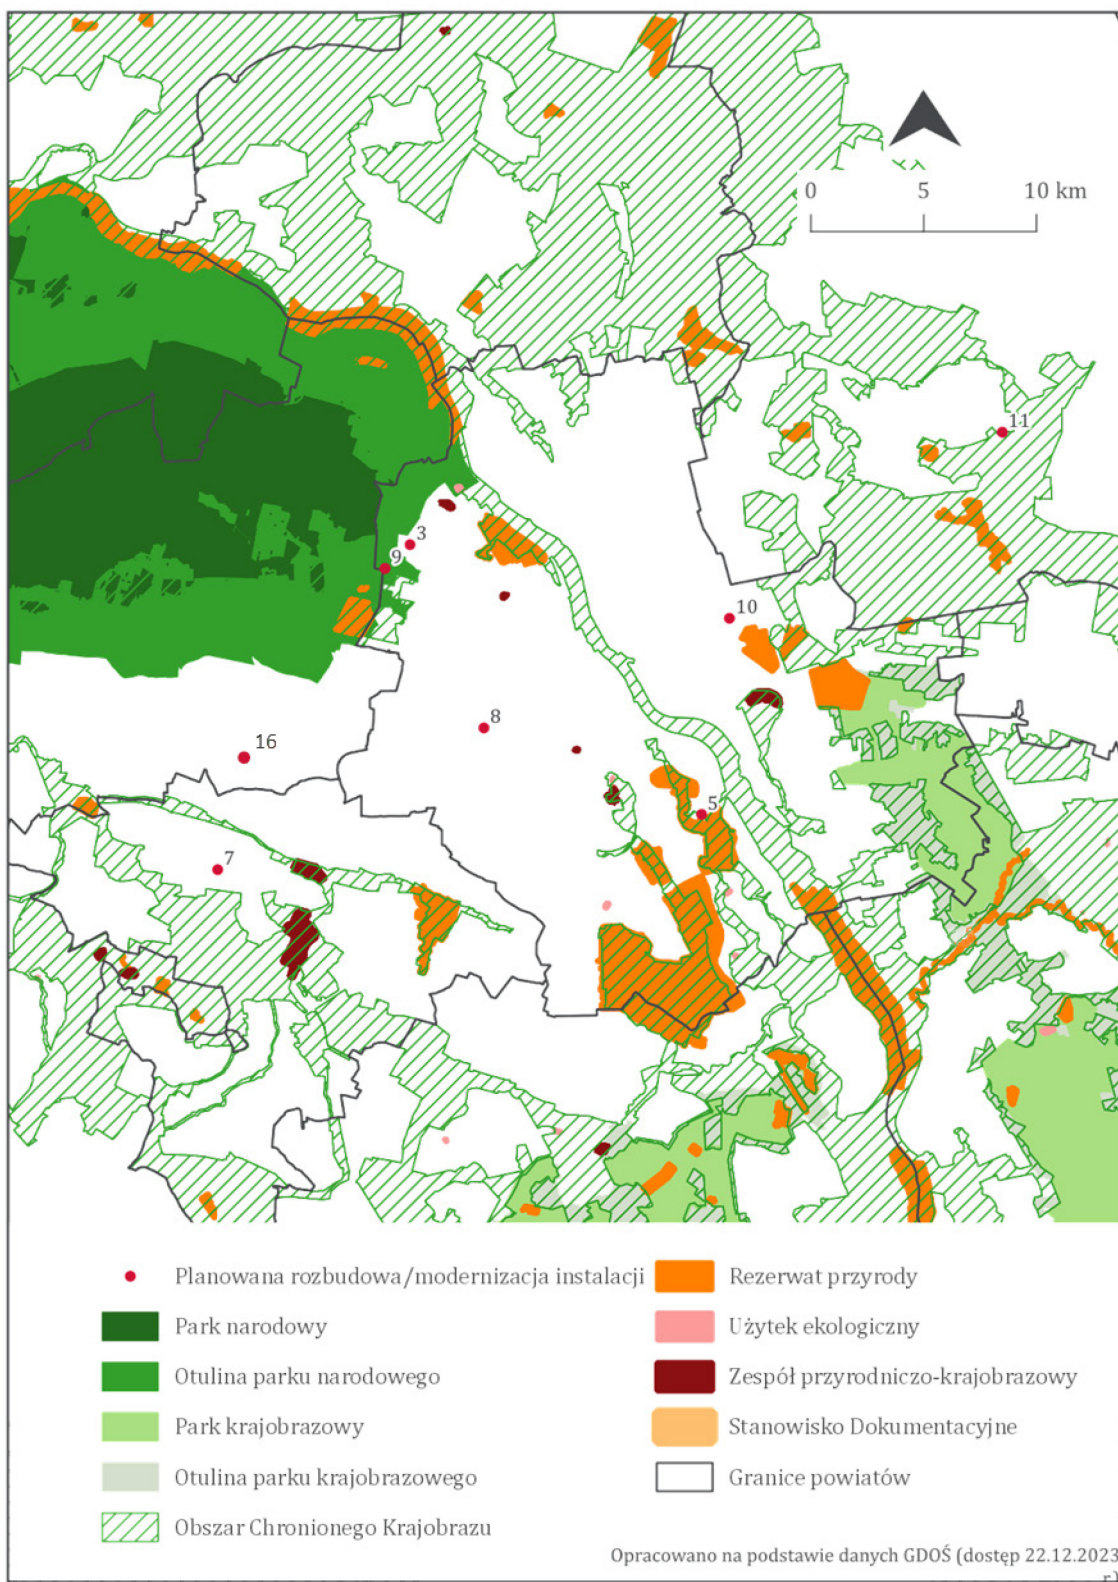 0 5 10 km
11
3
9
10
8
16
5
7
Planowana rozbudowa/modernizacja instalacji
Rezerwat przyrody
Park narodowy
Użytek ekologiczny
Otulina parku narodowego
Zespół przyrodniczo-krajobrazowy
Park krajobrazowy
Stanowisko Dokumentacyjne
Otulina parku krajobrazowego
Granice powiatów
Obszar Chronionego Krajobrazu
Opracowano na podstawie danych GDOŚ (dostęp 22.12.2023
r.)